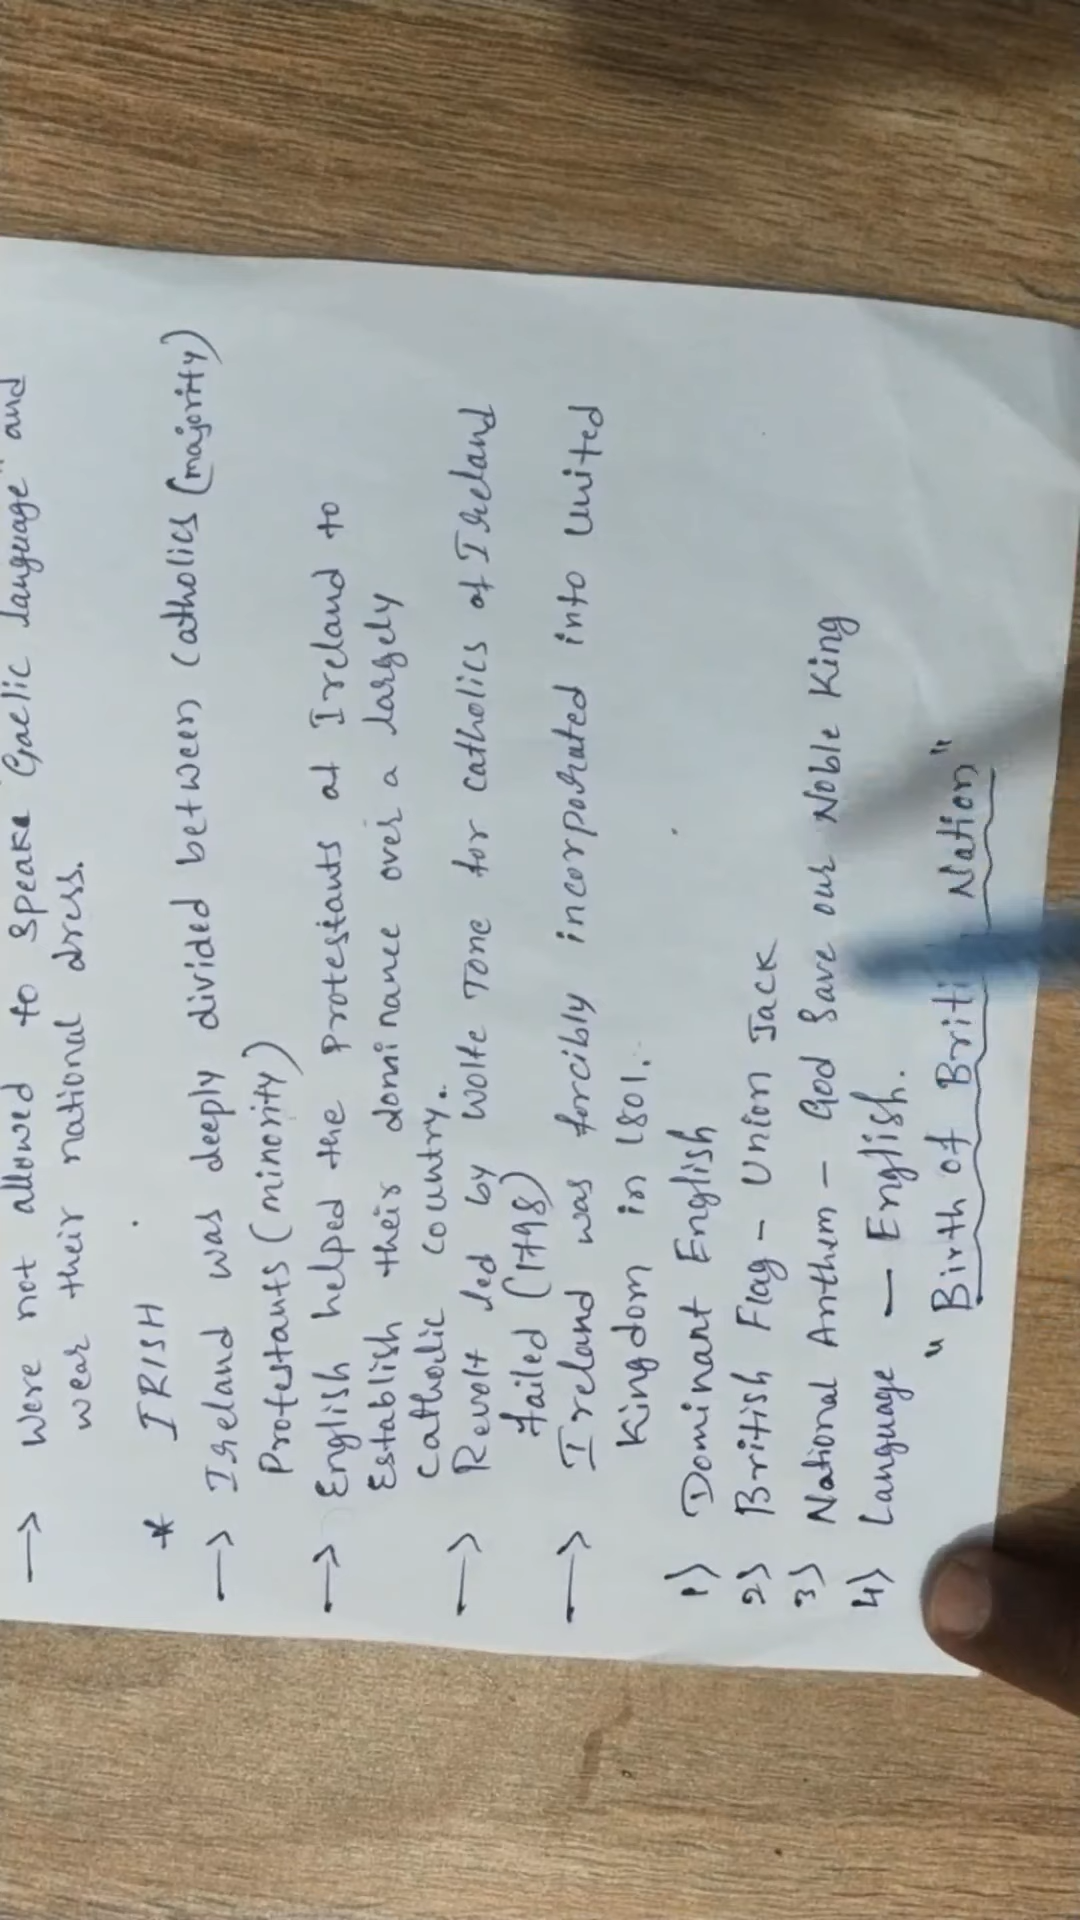 → Were not allowed to speak "Gaelic language" and
wear their national dress.
* IRISH
→ Ireland was deeply divided between Catholics (majority)
Protestants (minority)
→ English helped the Protestants of Ireland to
Establish their dominance over a largely
Catholic country.
→ Revolt led by Wolfe Tone for Catholics of Ireland
failed (1798)
→ Ireland was forcibly incorporated into United
Kingdom in 1801.
1) Dominant English
2) British Flag - Union Jack
3) National Anthem - God Save our Noble King
4) Language - English.
"Birth of Nation"